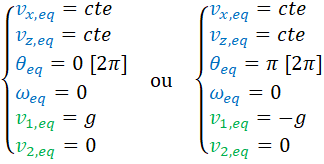 v_{x,eq} = cte
v_{z,eq} = cte
θ_{eq} = 0 [2π]
ω_{eq} = 0
v_{1,eq} = g
v_{2,eq} = 0
ou
v_{x,eq} = cte
v_{z,eq} = cte
θ_{eq} = π [2π]
ω_{eq} = 0
v_{1,eq} = −g
v_{2,eq} = 0